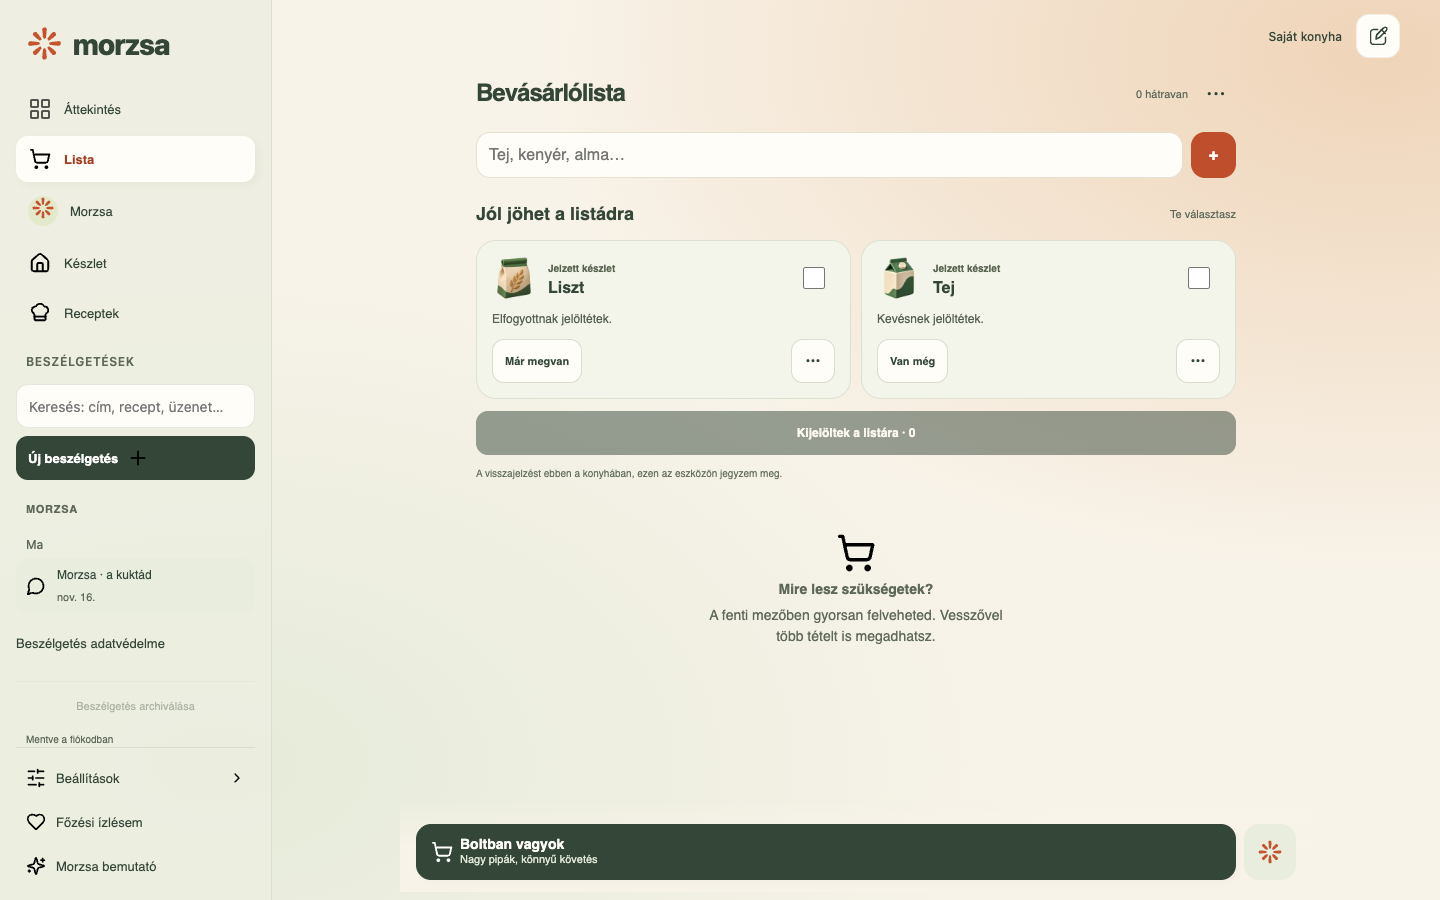 morzsa
Áttekintés
Lista
Morzsa
Készlet
Receptek
BESZÉLGETÉSEK
Keresés: cím, recept, üzenet...
Új beszélgetés
MORZSA
Ma
Morzsa · a kuktád
nov. 16.
Beszélgetés adatvédelme
Beszélgetés archiválása
Mentve a fiókodban
Beállítások
Főzési ízlésem
Morzsa bemutató
Saját konyha
Bevásárlólista
0 hátravan
Tej, kenyér, alma...
+
Jól jöhet a listádra
Te választasz
Jelzett készlet
Liszt
Elfogyottnak jelöltétek.
Már megvan
Jelzett készlet
Tej
Kevésnek jelöltétek.
Van még
Kijelöltek a listára · 0
A visszajelzést ebben a konyhában, ezen az eszközön jegyzem meg.
Mire lesz szükségetek?
A fenti mezőben gyorsan felveheted. Vesszővel
több tételt is megadhatsz.
Boltban vagyok
Nagy pipák, könnyű követés